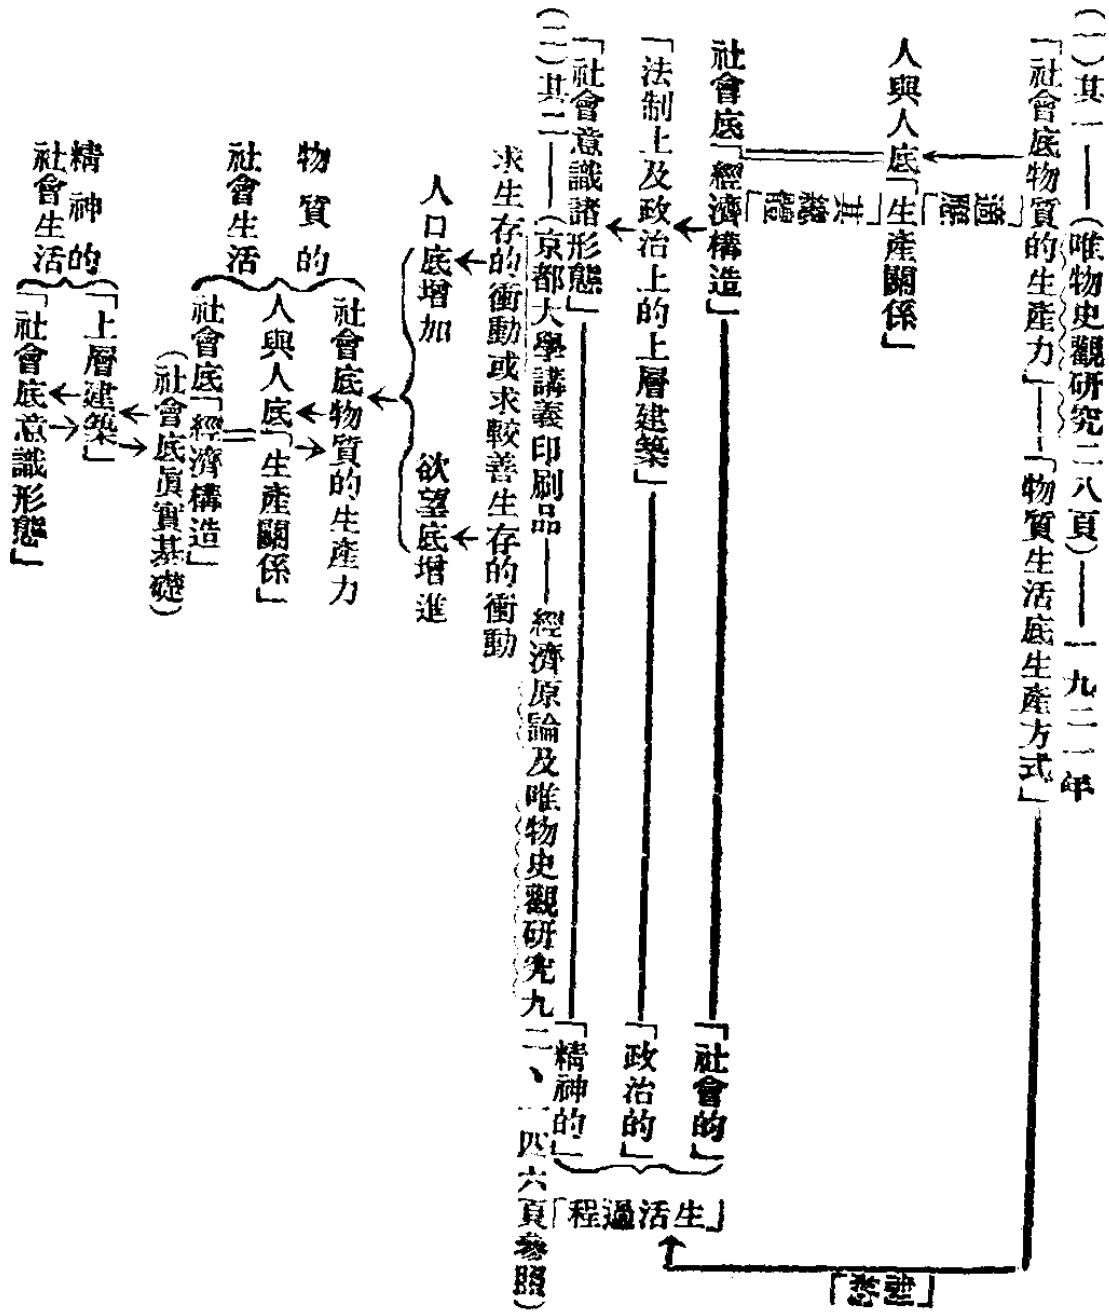 (一)其一——(唯物史觀研究二八頁)——一九二一年
「社會底物質的生產力」——「物質生活底生產方式」
「適照」
人與人底「生產關係」
社會底「經濟構造」
「社會的」
「法制上及政治上的上層建築」
「政治的」
「社會意識諸形態」
「精神的」
「生活過程」
(二)其二——(京都大學講義印刷品——經濟原論及唯物史觀研究九二、一四六頁參照)
求生存的衝動或求較善生存的衝動
人口底增加
欲望底增進
物質的社會生活
社會底物質的生產力
人與人底「生產關係」
社會底「經濟構造」
(社會底真實基礎)
精神的社會生活
「上層建築」
「社會底意識形態」